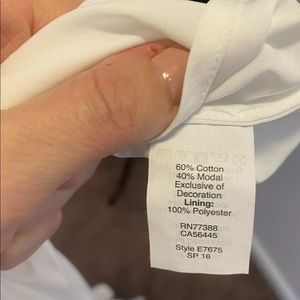 60% Cotton
40% Modal
Exclusive of
Decoration
Lining:
100% Polyester
RN77388
CA56445
Style E7675
SP 16